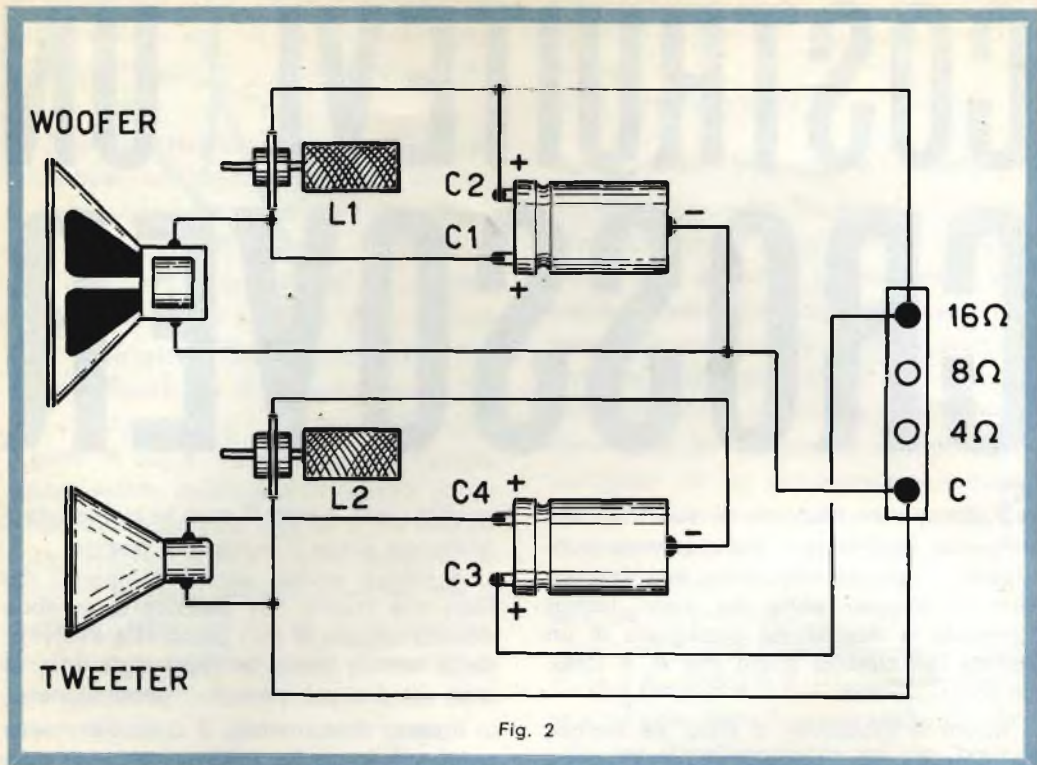 WOOFER
L1
C2
+
C1
+
-
16Ω
8Ω
4Ω
C
L2
C4
+
C3
+
-
TWEETER
Fig. 2